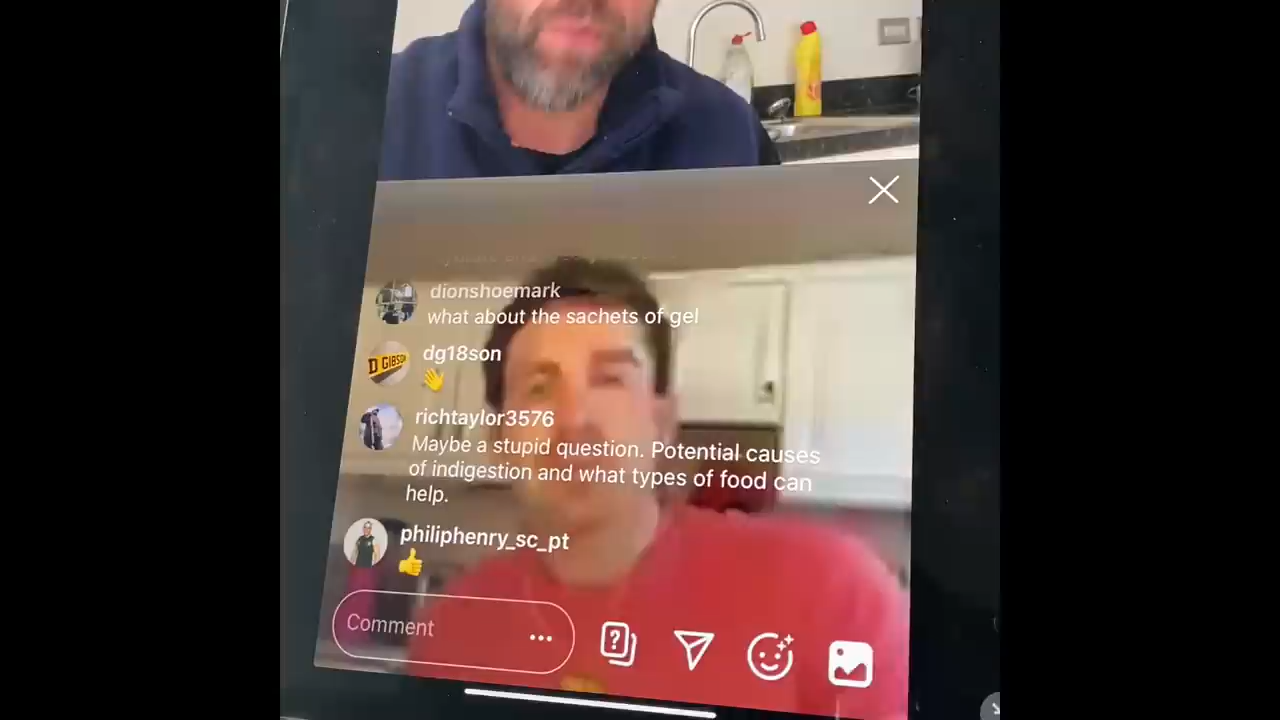 dionshoemark
what about the sachets of gel
D GIBSON
dg18son
👋
richtaylor3576
Maybe a stupid question. Potential causes
of indigestion and what types of food can
help.
philiphenry_sc_pt
👍
Comment